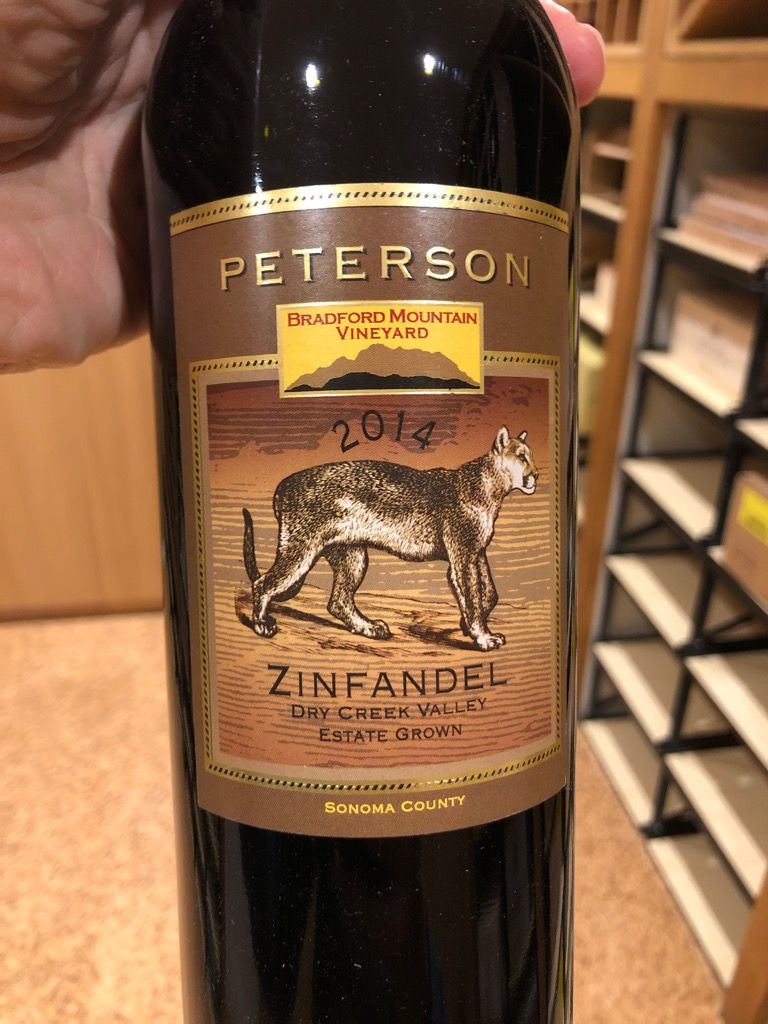 PETERSON
BRADFORD MOUNTAIN
VINEYARD
2014
ZINFANDEL
DRY CREEK VALLEY
ESTATE GROWN
SONOMA COUNTY